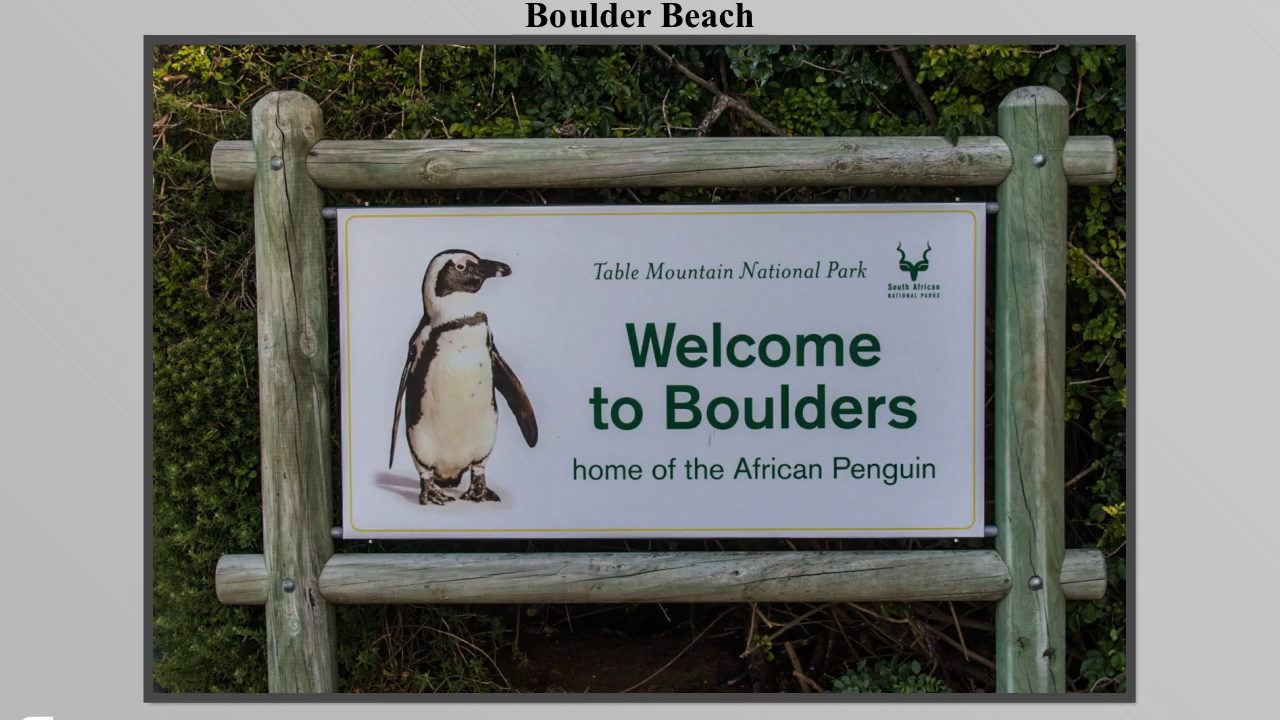 Boulder Beach
Table Mountain National Park
South African
NATIONAL PARKS
Welcome
to Boulders
home of the African Penguin